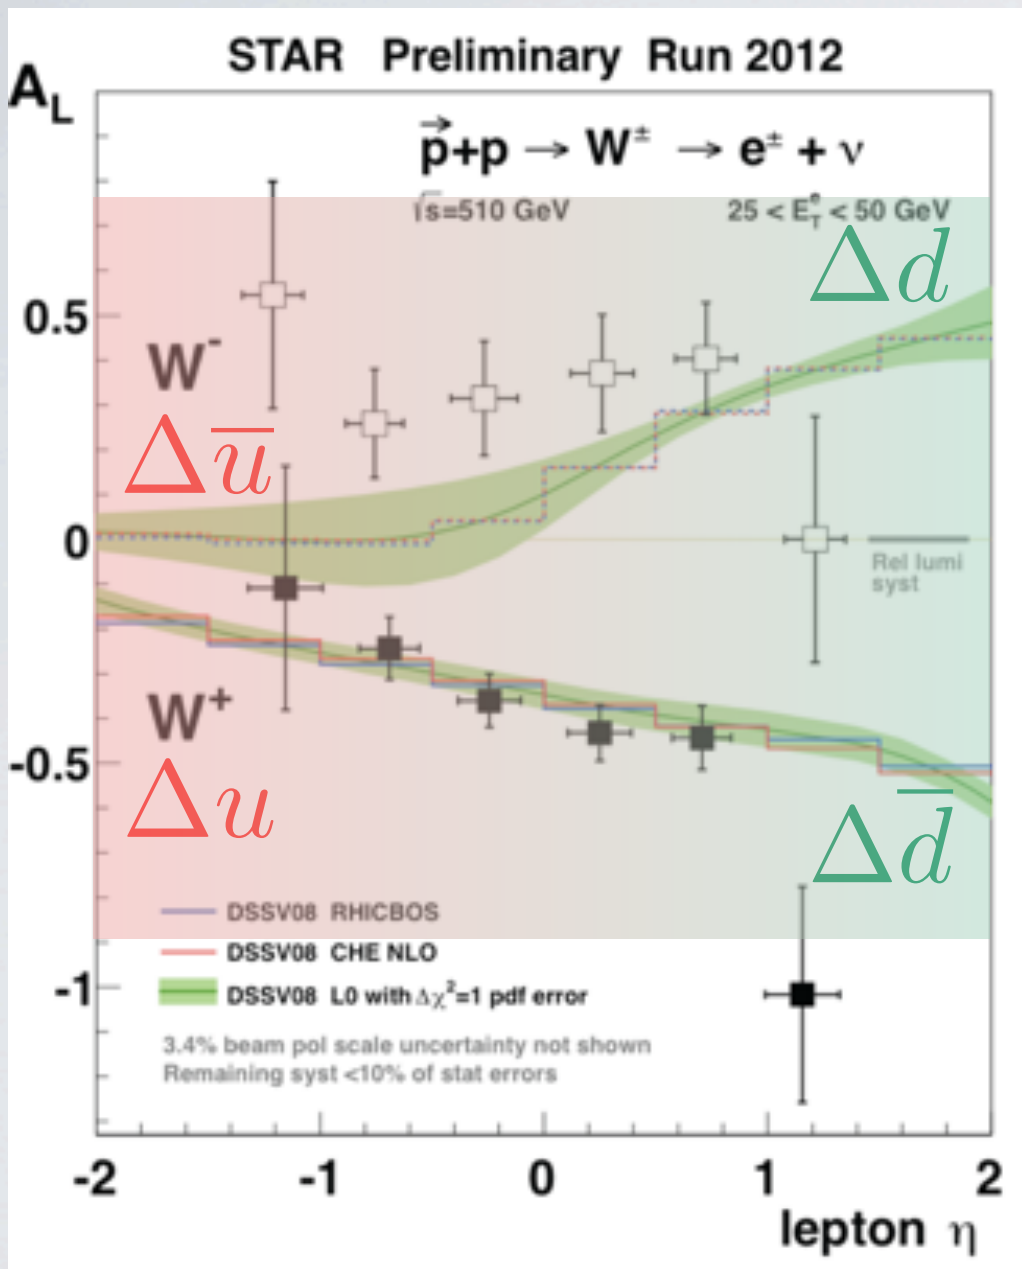 STAR Preliminary Run 2012
A_L
p⃗+p → W± → e± + ν
√s=510 GeV 25 < E_T^e < 50 GeV
Δd
0.5
W⁻
Δu̅
0
Rel lumi
syst
W⁺
-0.5
Δu
Δd̅
DSSV08 RHICBOS
DSSV08 CHE NLO
-1
DSSV08 L0 with Δχ²=1 pdf error
3.4% beam pol scale uncertainty not shown
Remaining syst <10% of stat errors
-2 -1 0 1 2
lepton η